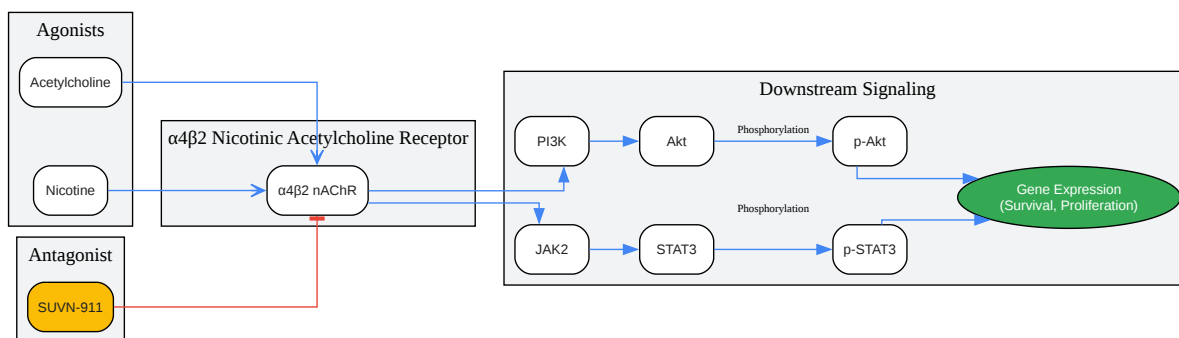 Agonists
Acetylcholine
Nicotine
Antagonist
SUVN-911
α4β2 Nicotinic Acetylcholine Receptor
α4β2 nAChR
Downstream Signaling
PI3K
Akt
Phosphorylation
p-Akt
JAK2
STAT3
Phosphorylation
p-STAT3
Gene Expression
(Survival, Proliferation)